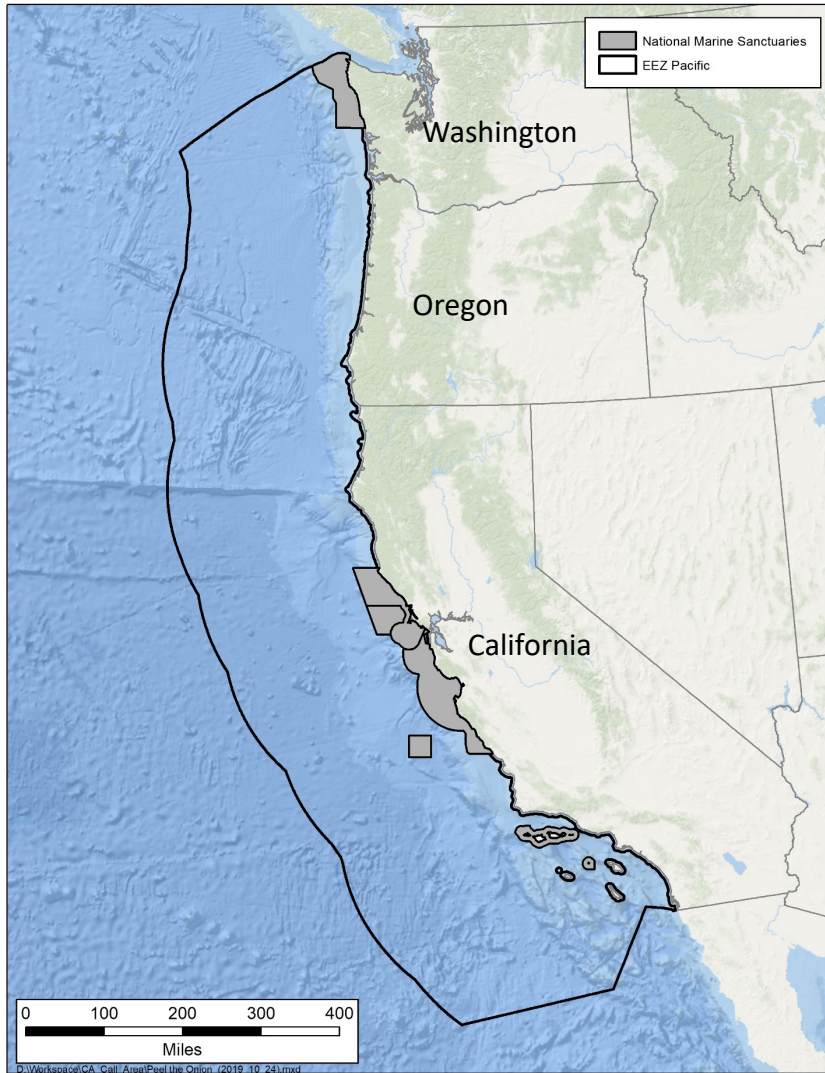 National Marine Sanctuaries
EEZ Pacific
Washington
Oregon
California
0 100 200 300 400
Miles
D:\Workspace\CA_Call_Area\Peel the Onion_(2019_10_24).mxd